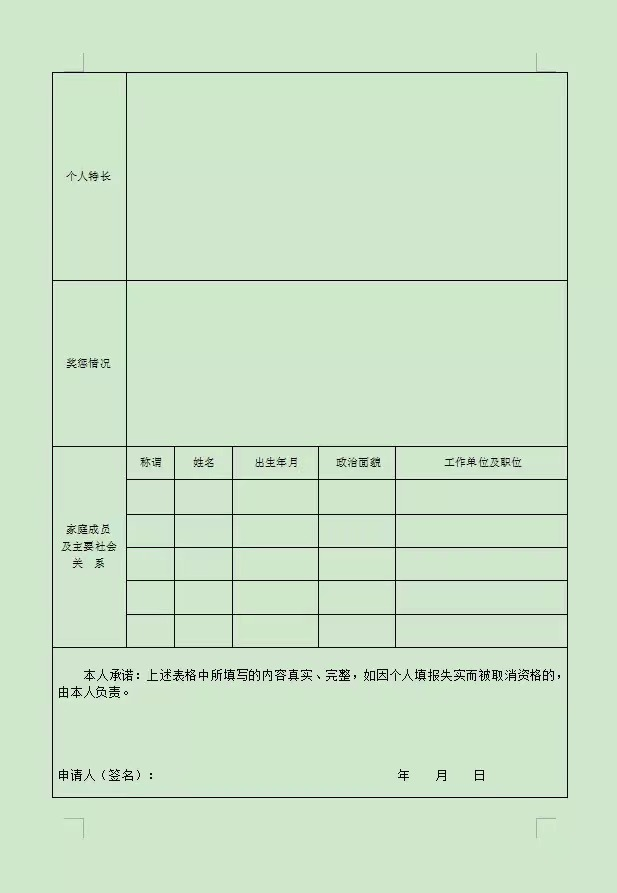 个人特长
奖惩情况
称谓 姓名 出生年月 政治面貌 工作单位及职位
家庭成员
及主要社会
关 系
本人承诺：上述表格中所填写的内容真实、完整，如因个人填报失实而被取消资格的，
由本人负责。
申请人（签名）： 年 月 日